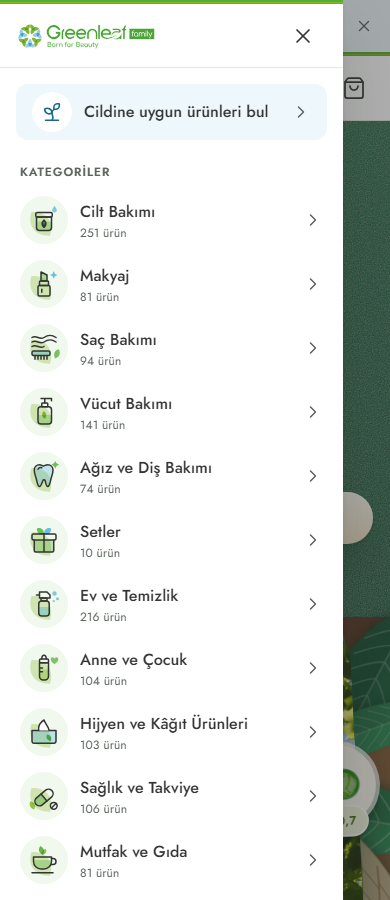 Greenleaf family
Born for Beauty
Cildine uygun ürünleri bul
KATEGORİLER
Cilt Bakımı
251 ürün
Makyaj
81 ürün
Saç Bakımı
94 ürün
Vücut Bakımı
141 ürün
Ağız ve Diş Bakımı
74 ürün
Setler
10 ürün
Ev ve Temizlik
216 ürün
Anne ve Çocuk
104 ürün
Hijyen ve Kâğıt Ürünleri
103 ürün
Sağlık ve Takviye
106 ürün
Mutfak ve Gıda
81 ürün